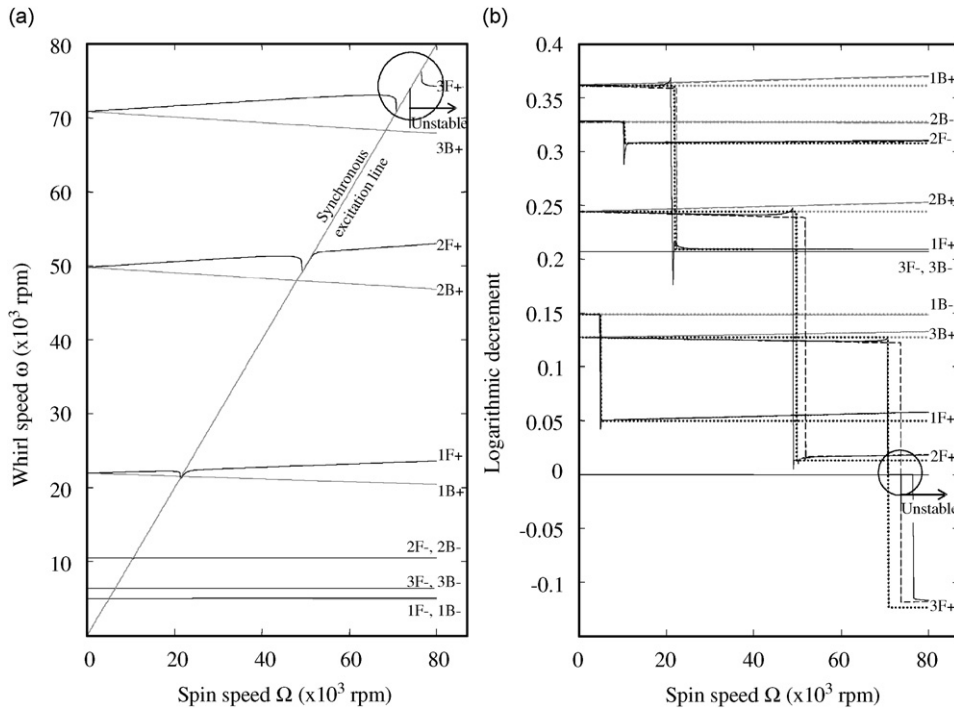 (a)
80
70
60
50
40
30
20
10
0
20
40
60
80
Whirl speed ω (x10³ rpm)
Spin speed Ω (x10³ rpm)
3F+
Unstable
3B+
Synchronous
excitation line
2F+
2B+
1F+
1B+
2F-, 2B-
3F-, 3B-
1F-, 1B-
(b)
0.4
0.35
0.3
0.25
0.2
0.15
0.1
0.05
0
-0.05
-0.1
0
20
40
60
80
Logarithmic decrement
Spin speed Ω (x10³ rpm)
1B+
2B-
2F-
2B+
1F+
3F-, 3B-
1B-
3B+
1F+
2F+
Unstable
3F+